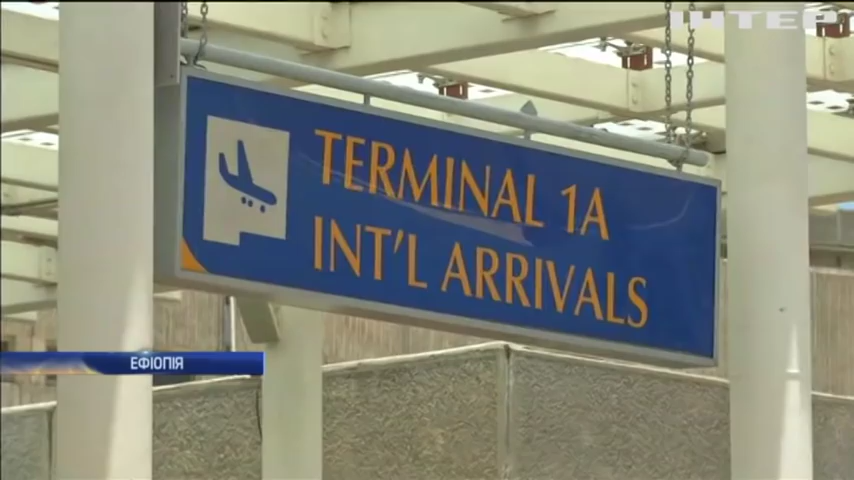 ІНТЕР
TERMINAL 1A
INT'L ARRIVALS
ЕФІОПІЯ